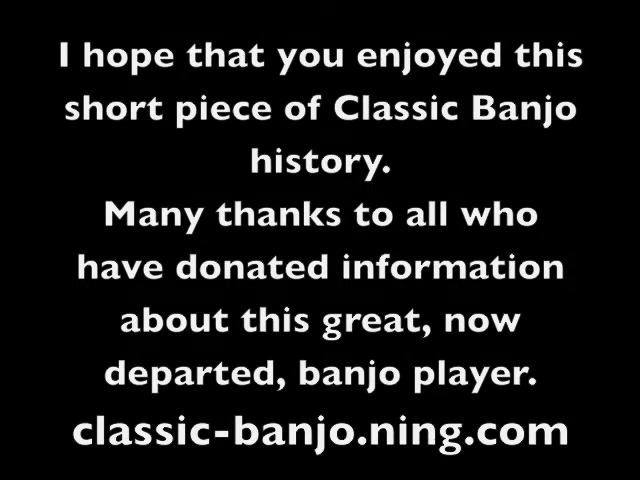 I hope that you enjoyed this
short piece of Classic Banjo
history.
Many thanks to all who
have donated information
about this great, now
departed, banjo player.
classic-banjo.ning.com